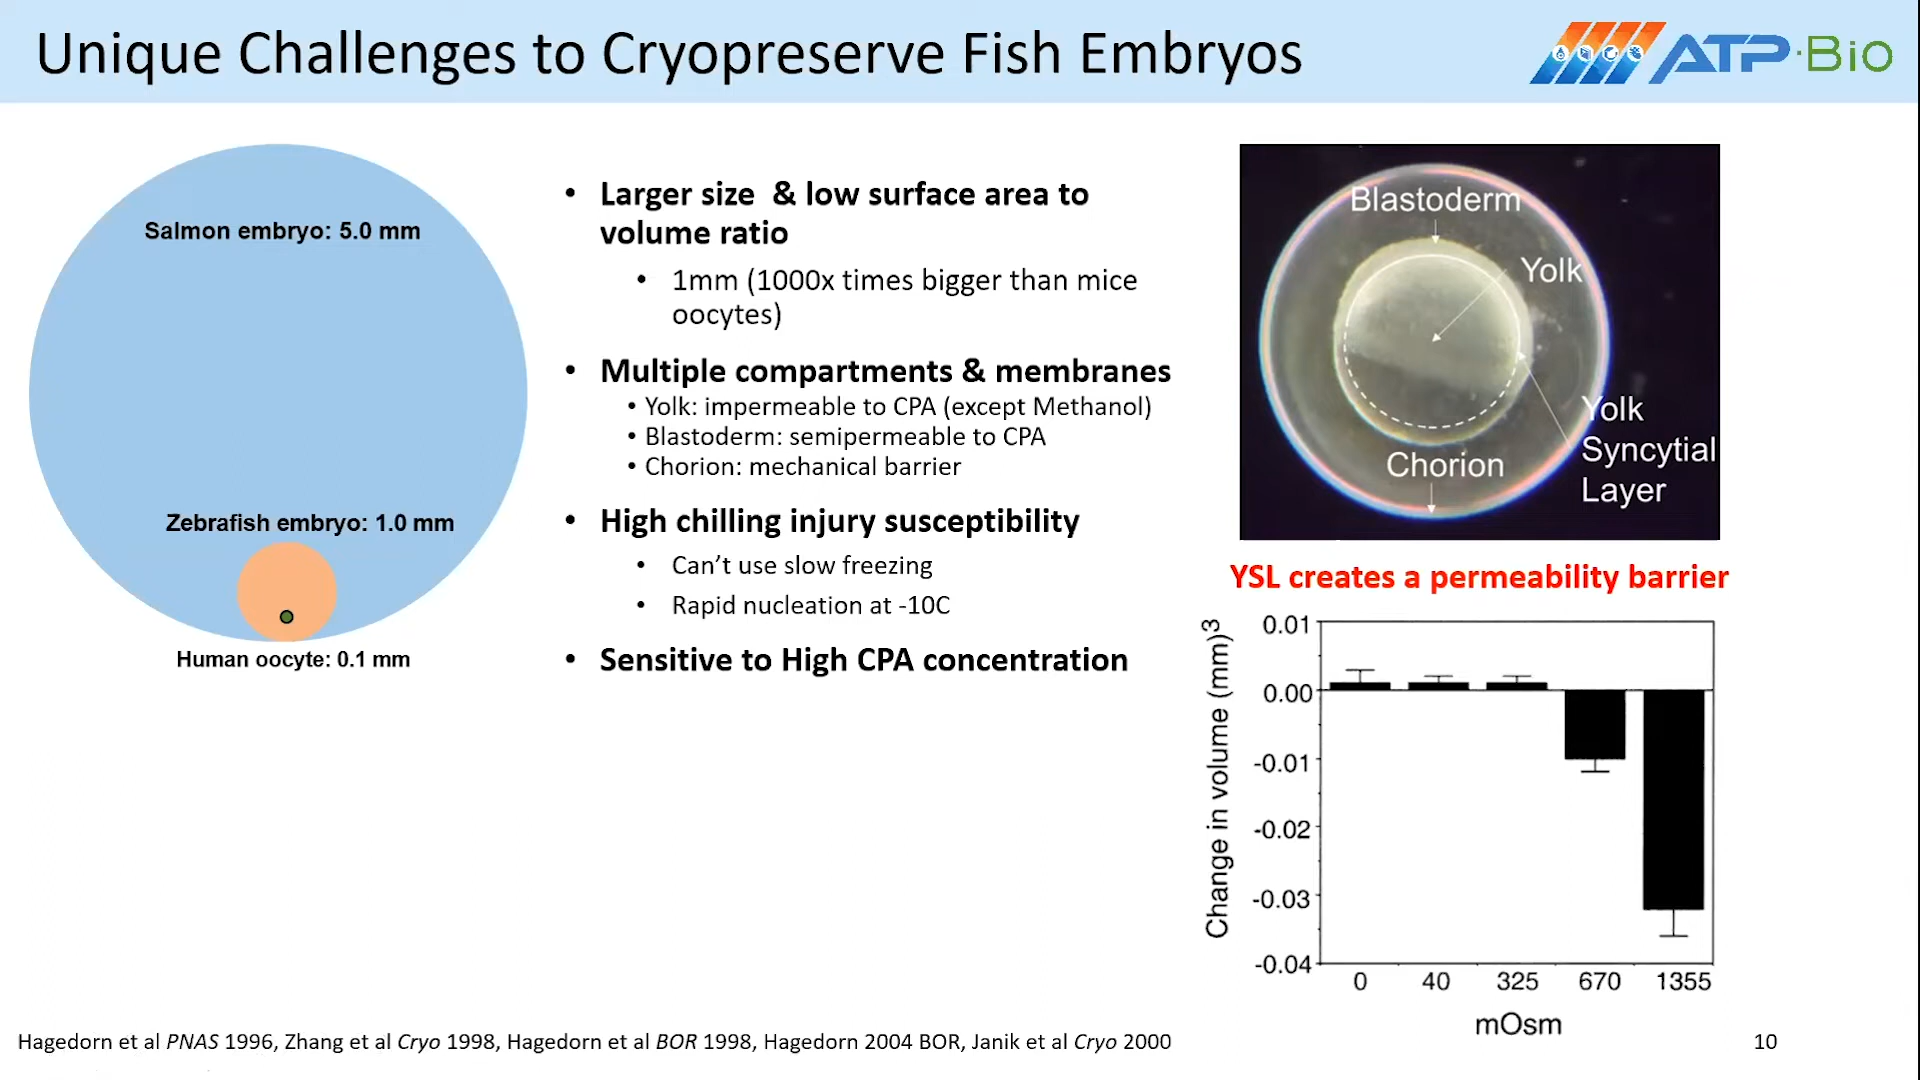 Unique Challenges to Cryopreserve Fish Embryos
ATP·Bio
Salmon embryo: 5.0 mm
Zebrafish embryo: 1.0 mm
Human oocyte: 0.1 mm
• Larger size & low surface area to
volume ratio
• 1mm (1000x times bigger than mice
oocytes)
• Multiple compartments & membranes
• Yolk: impermeable to CPA (except Methanol)
• Blastoderm: semipermeable to CPA
• Chorion: mechanical barrier
• High chilling injury susceptibility
• Can't use slow freezing
• Rapid nucleation at -10C
• Sensitive to High CPA concentration
Blastoderm
Yolk
Yolk
Syncytial
Layer
Chorion
YSL creates a permeability barrier
Change in volume (mm)3
0.01
0.00
-0.01
-0.02
-0.03
-0.04
0 40 325 670 1355
mOsm
Hagedorn et al PNAS 1996, Zhang et al Cryo 1998, Hagedorn et al BOR 1998, Hagedorn 2004 BOR, Janik et al Cryo 2000
10